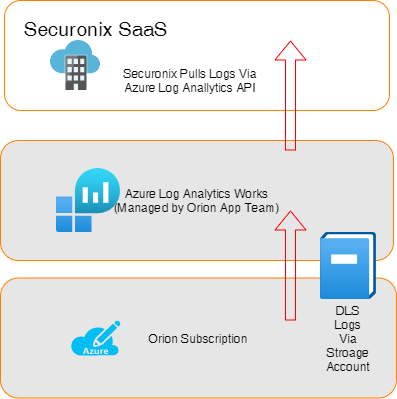 Securonix SaaS
Securonix Pulls Logs Via
Azure Log Anallytics API
Azure Log Analytics Works
(Managed by Orion App Team)
DLS
Logs
Via
Stroage
Account
Orion Subscription
Azure